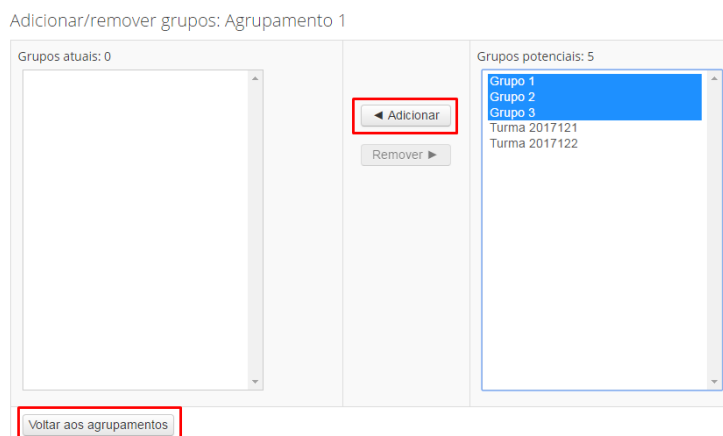 Adicionar/remover grupos: Agrupamento 1
Grupos atuais: 0
◄ Adicionar
Remover ►
Grupos potenciais: 5
Grupo 1
Grupo 2
Grupo 3
Turma 2017121
Turma 2017122
Voltar aos agrupamentos